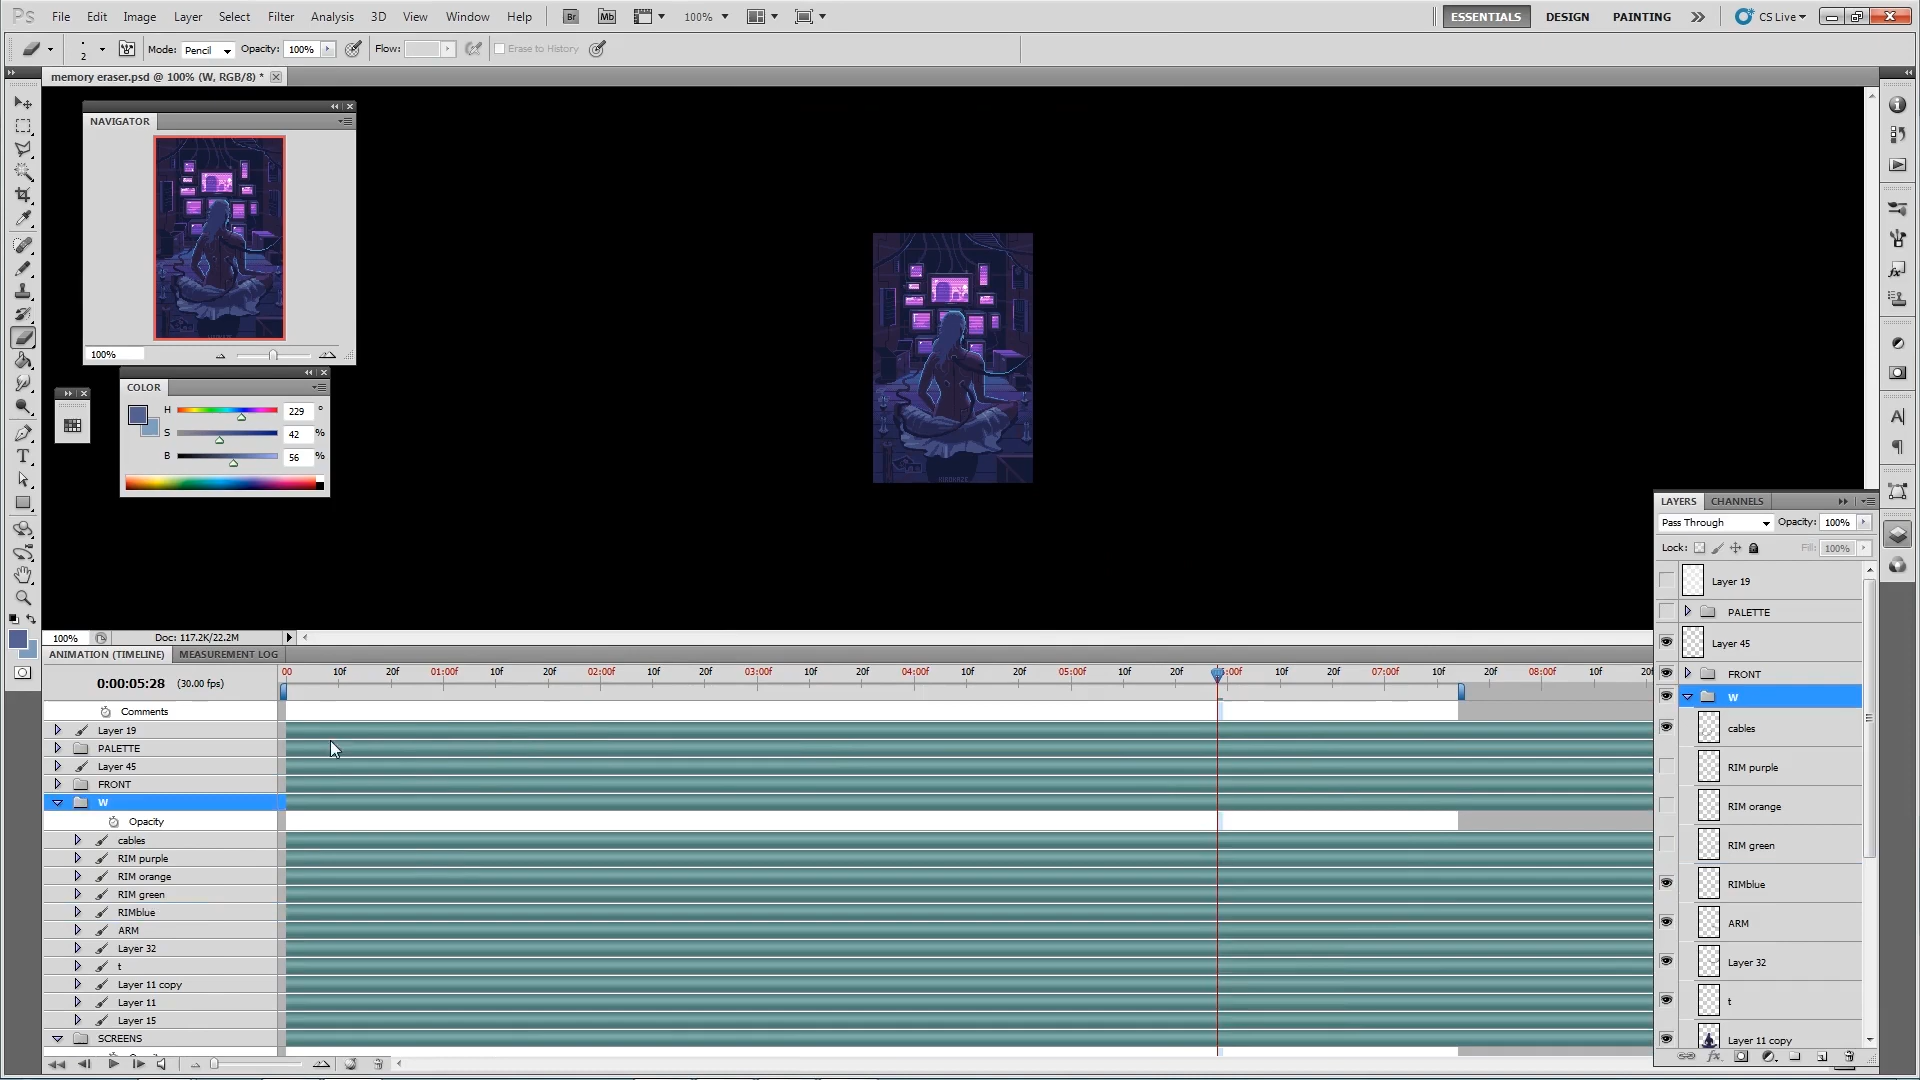 Ps File Edit Image Layer Select Filter Analysis 3D View Window Help Br Mb 100% ESSENTIALS DESIGN PAINTING CS Live
2 Mode: Pencil Opacity: 100% Flow: Erase to History
memory eraser.psd @ 100% (W, RGB/8) *
NAVIGATOR
100%
COLOR
H 229 °
S 42 %
B 56 %
100% Doc: 117.2K/22.2M
ANIMATION (TIMELINE) MEASUREMENT LOG
0:00:05:28 (30.00 fps)
00 10f 20f 01:00f 10f 20f 02:00f 10f 20f 03:00f 10f 20f 04:00f 10f 20f 05:00f 10f 20f :00f 10f 20f 07:00f 10f 20f 08:00f 10f
Comments
Layer 19
PALETTE
Layer 45
FRONT
W
Opacity
cables
RIM purple
RIM orange
RIM green
RIMblue
ARM
Layer 32
t
Layer 11 copy
Layer 11
Layer 15
SCREENS
LAYERS CHANNELS
Pass Through Opacity: 100%
Lock: Fill: 100%
Layer 19
PALETTE
Layer 45
FRONT
W
cables
RIM purple
RIM orange
RIM green
RIMblue
ARM
Layer 32
t
Layer 11 copy